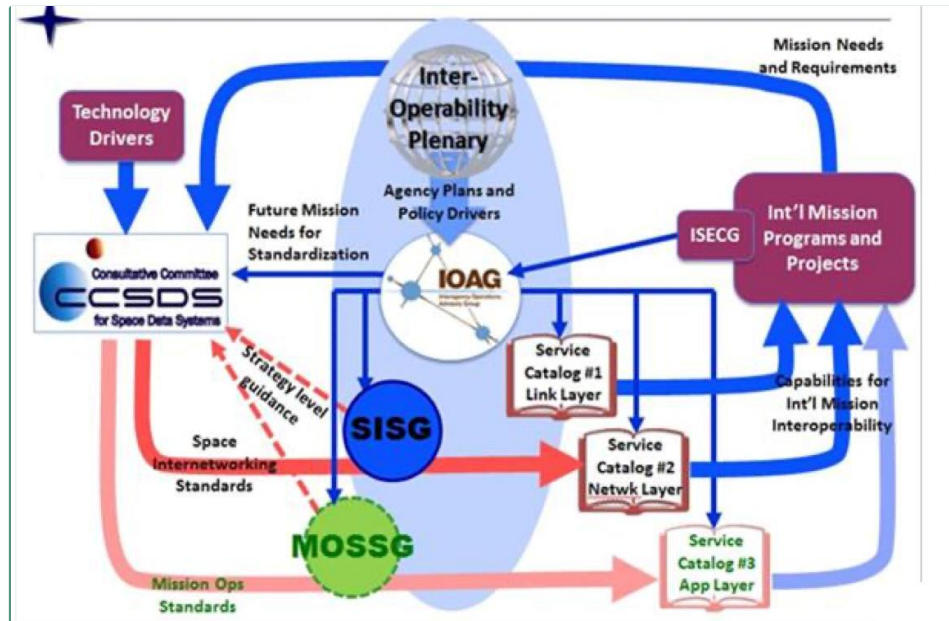 Mission Needs
and Requirements
Inter-
Operability
Plenary
Technology
Drivers
Agency Plans and
Policy Drivers
Future Mission
Needs for
Standardization
ISECG
Int'l Mission
Programs and
Projects
Consultative Committee
CCSDS
for Space Data Systems
IOAG
Interagency Operations
Advisory Group
Service
Catalog #1
Link Layer
Strategy level
guidance
Capabilities for
Int'l Mission
Interoperability
SISG
Space
Internetworking
Standards
Service
Catalog #2
Netwk Layer
MOSSG
Service
Catalog #3
App Layer
Mission Ops
Standards